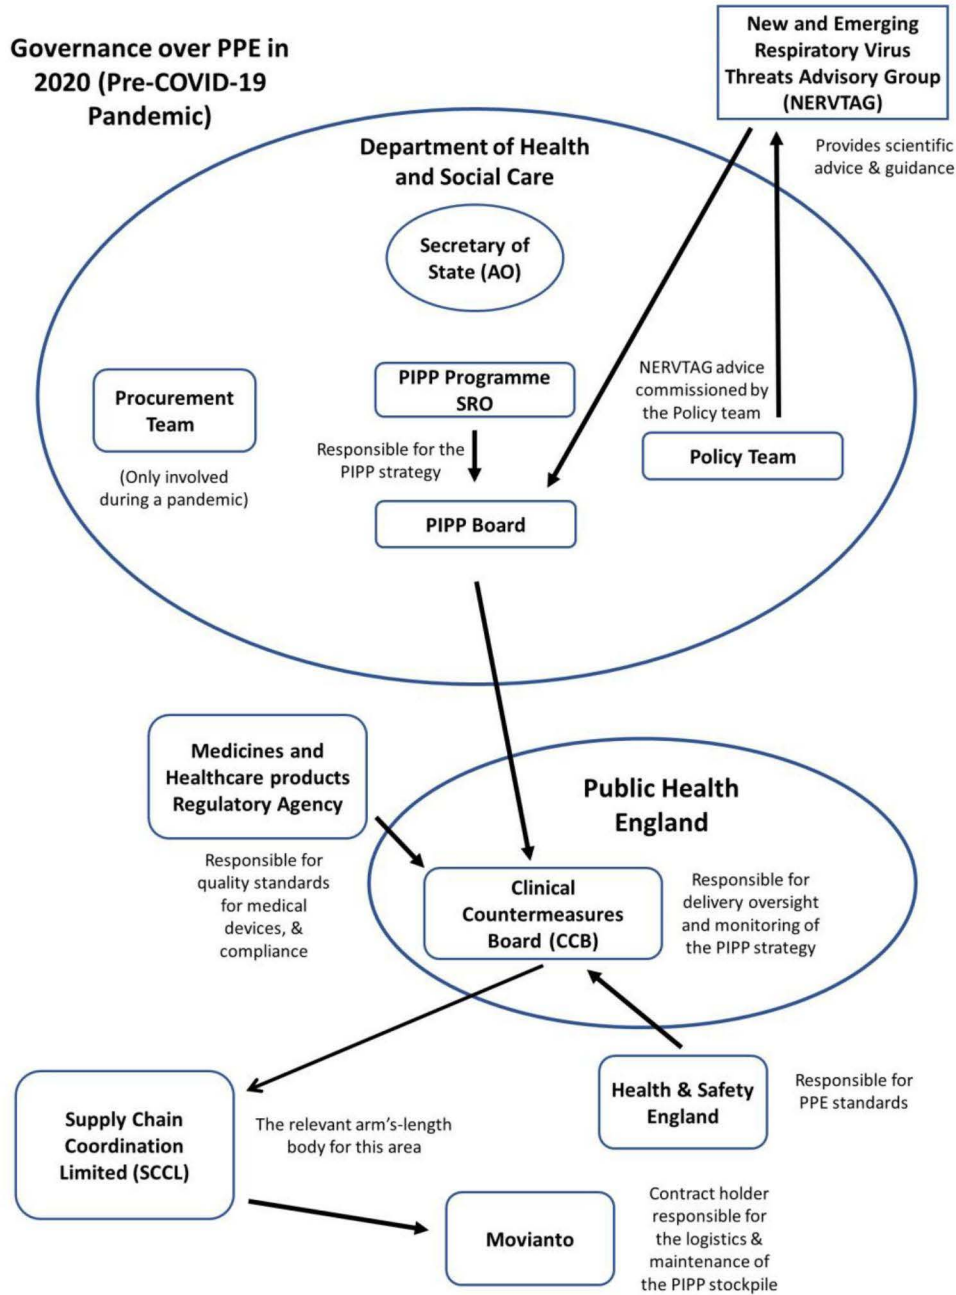 Governance over PPE in
2020 (Pre-COVID-19
Pandemic)
New and Emerging
Respiratory Virus
Threats Advisory Group
(NERVTAG)
Provides scientific
advice & guidance
Department of Health
and Social Care
Secretary of
State (AO)
Procurement
Team
(Only involved
during a pandemic)
PIPP Programme
SRO
Responsible for the
PIPP strategy
PIPP Board
NERVTAG advice
commissioned by
the Policy team
Policy Team
Medicines and
Healthcare products
Regulatory Agency
Responsible for
quality standards
for medical
devices, &
compliance
Public Health
England
Clinical
Countermeasures
Board (CCB)
Responsible for
delivery oversight
and monitoring of
the PIPP strategy
Health & Safety
England
Responsible for
PPE standards
Supply Chain
Coordination
Limited (SCCL)
The relevant arm's-length
body for this area
Movianto
Contract holder
responsible for
the logistics &
maintenance of
the PIPP stockpile